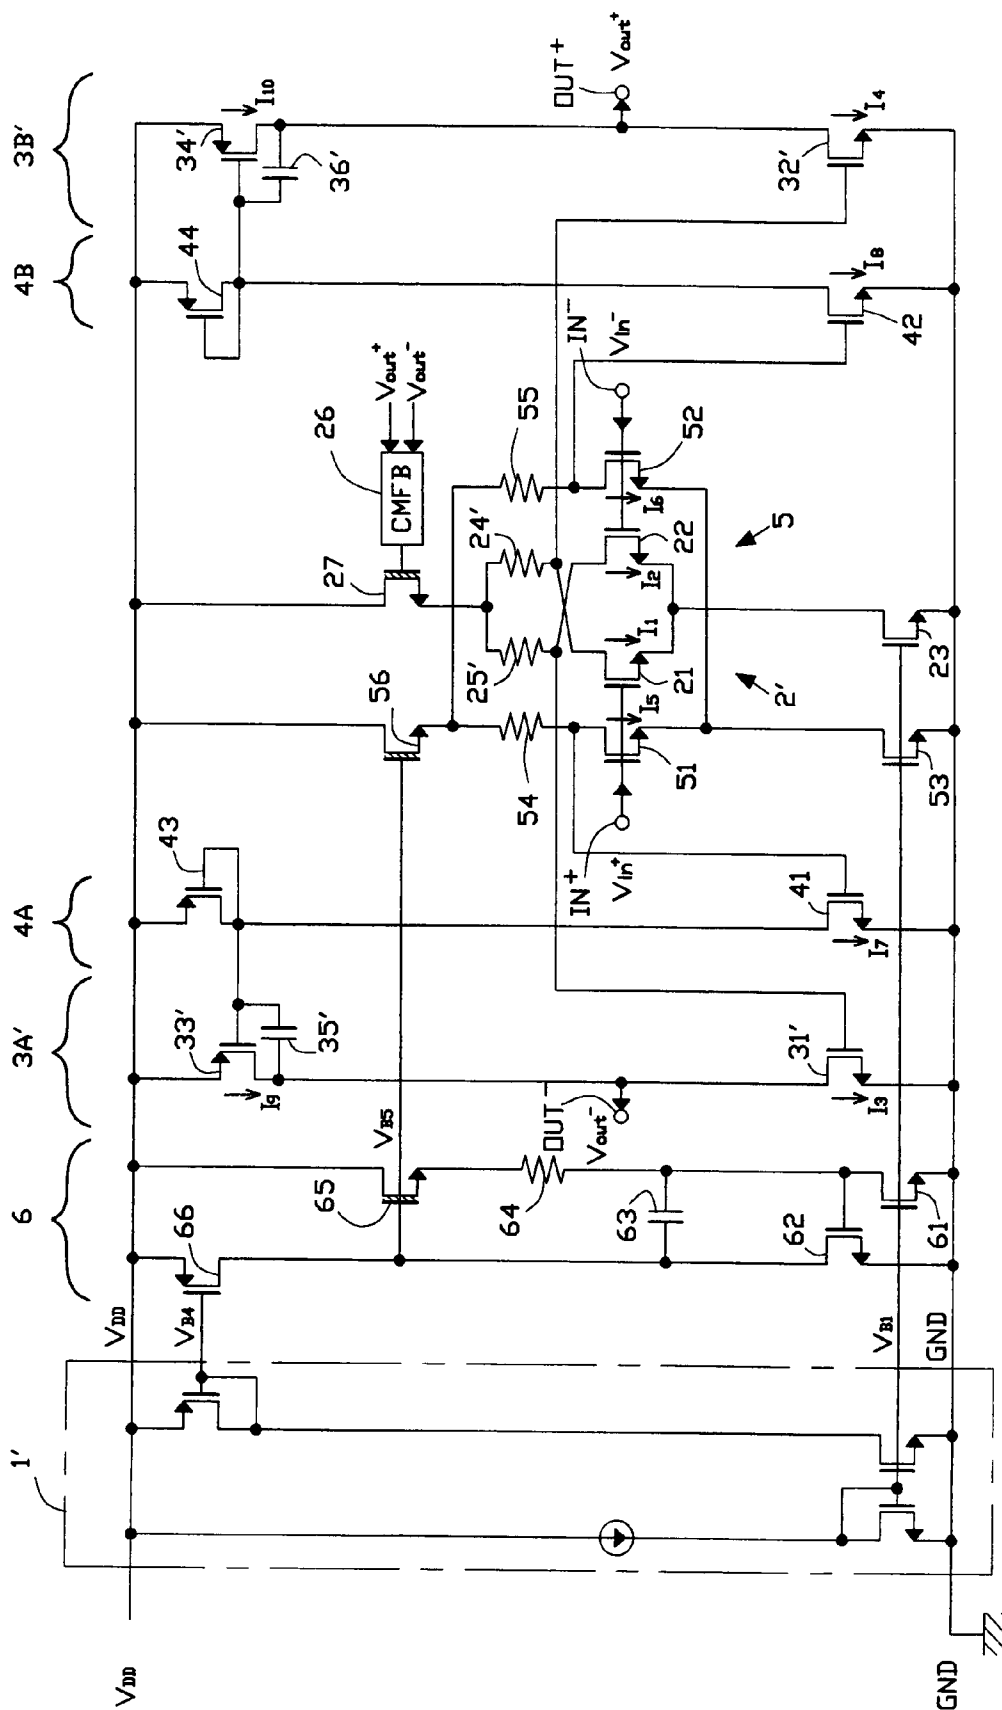 1′
6
3A′
4A
4B
3B′
VDD
VDD
VB4
66
65
VB5
64
63
62
61
VB1
GND
GND
33′
I9
35′
43
OUT−
Vout−
31′
I3
41
I7
56
27
26
CMFB
Vout+
Vout−
54
25′
24′
55
IN+
Vin+
IN−
Vin−
I5
I1
I2
I6
51
21
22
52
2′
5
53
23
44
34′
I10
36′
OUT+
Vout+
42
I8
32′
I4